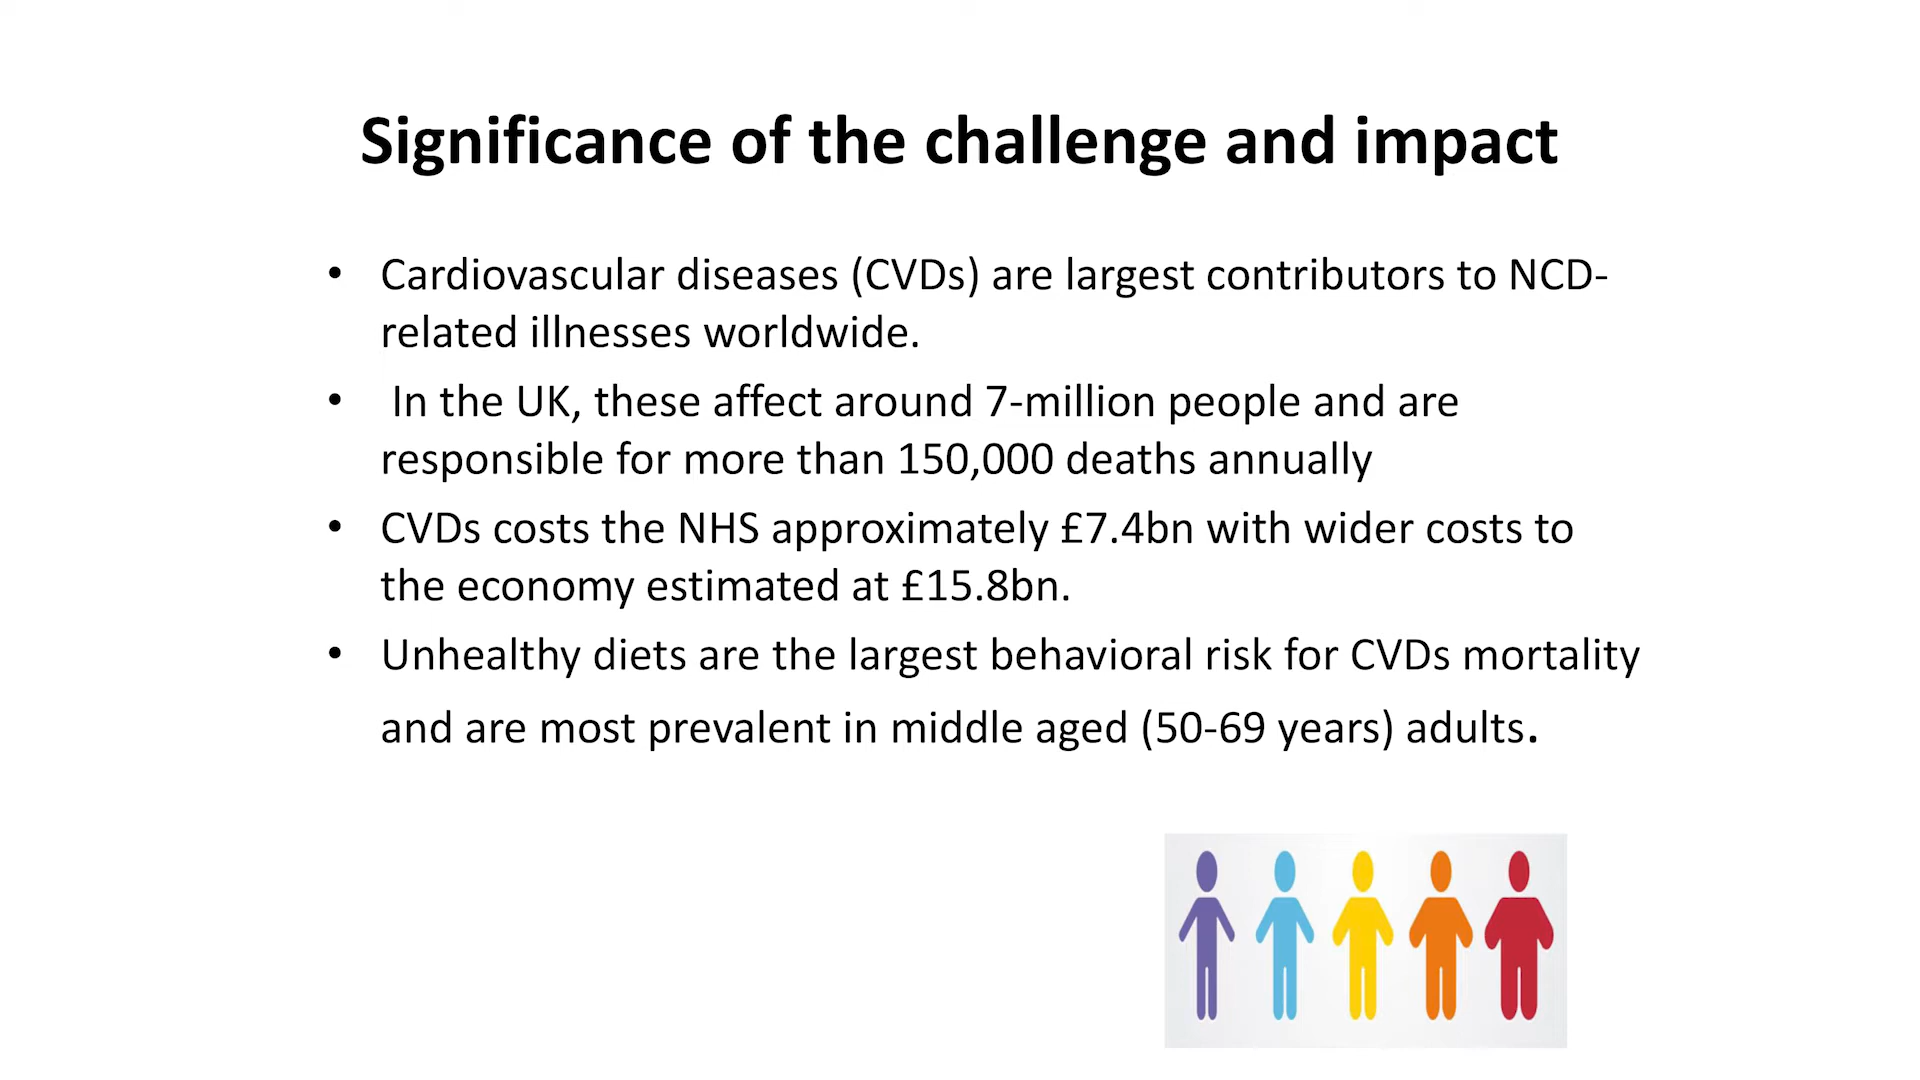 Significance of the challenge and impact
• Cardiovascular diseases (CVDs) are largest contributors to NCD-
related illnesses worldwide.
• In the UK, these affect around 7-million people and are
responsible for more than 150,000 deaths annually
• CVDs costs the NHS approximately £7.4bn with wider costs to
the economy estimated at £15.8bn.
• Unhealthy diets are the largest behavioral risk for CVDs mortality
and are most prevalent in middle aged (50-69 years) adults.